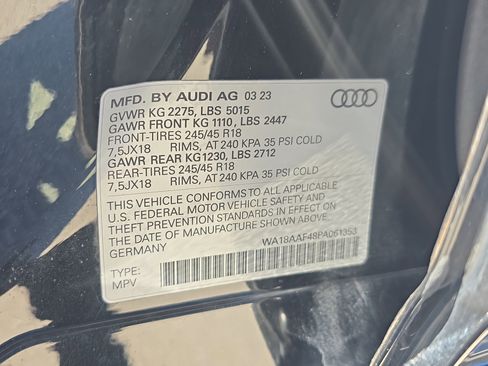 MFD. BY AUDI AG 03 23
GVWR KG 2275, LBS 5015
GAWR FRONT KG 1110, LBS 2447
FRONT-TIRES 245/45 R18
7,5JX18 RIMS, AT 240 KPA 35 PSI COLD
GAWR REAR KG1230, LBS 2712
REAR-TIRES 245/45 R18
7,5JX18 RIMS, AT 240 KPA 35 PSI COLD
THIS VEHICLE CONFORMS TO ALL APPLICABLE
U.S. FEDERAL MOTOR VEHICLE SAFETY AND
THEFT PREVENTION STANDARDS IN EFFECT ON
THE DATE OF MANUFACTURE SHOWN ABOVE.
GERMANY WA18AAF48PA061353
TYPE:
MPV